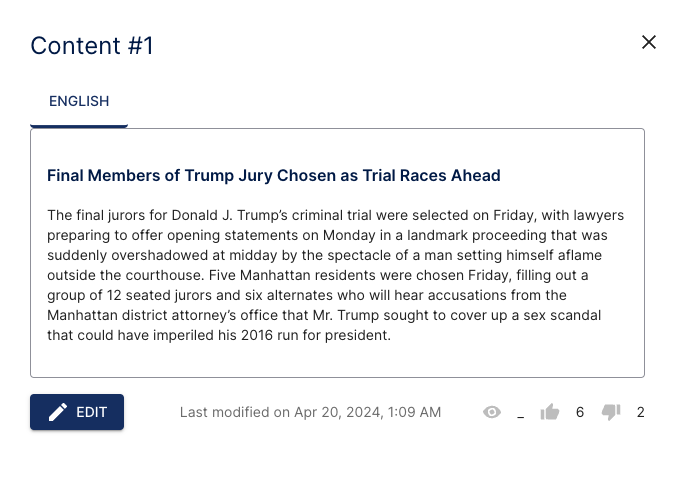 Content #1
ENGLISH
Final Members of Trump Jury Chosen as Trial Races Ahead
The final jurors for Donald J. Trump’s criminal trial were selected on Friday, with lawyers
preparing to offer opening statements on Monday in a landmark proceeding that was
suddenly overshadowed at midday by the spectacle of a man setting himself aflame
outside the courthouse. Five Manhattan residents were chosen Friday, filling out a
group of 12 seated jurors and six alternates who will hear accusations from the
Manhattan district attorney’s office that Mr. Trump sought to cover up a sex scandal
that could have imperiled his 2016 run for president.
EDIT Last modified on Apr 20, 2024, 1:09 AM _ 6 2